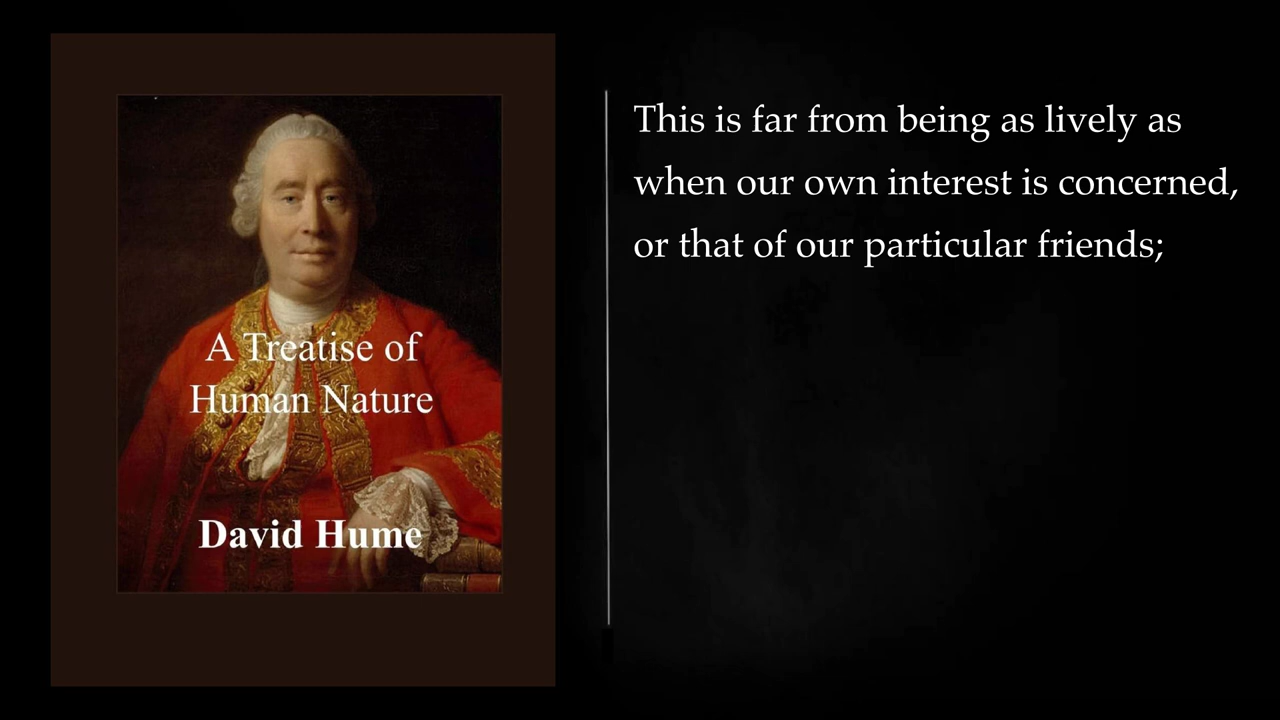 A Treatise of
Human Nature
David Hume
This is far from being as lively as
when our own interest is concerned,
or that of our particular friends;